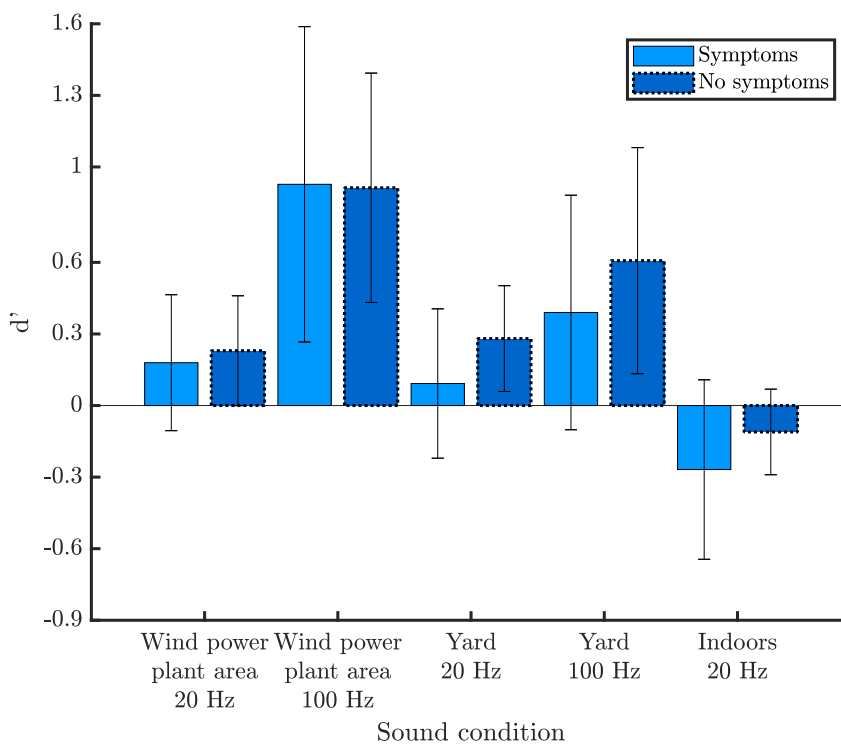 1.6
1.3
1
0.6
0.3
0
-0.3
-0.6
-0.9
d'
Symptoms
No symptoms
Wind power
plant area
20 Hz
Wind power
plant area
100 Hz
Yard
20 Hz
Yard
100 Hz
Indoors
20 Hz
Sound condition